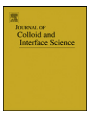 JOURNAL OF
Colloid and
Interface Science